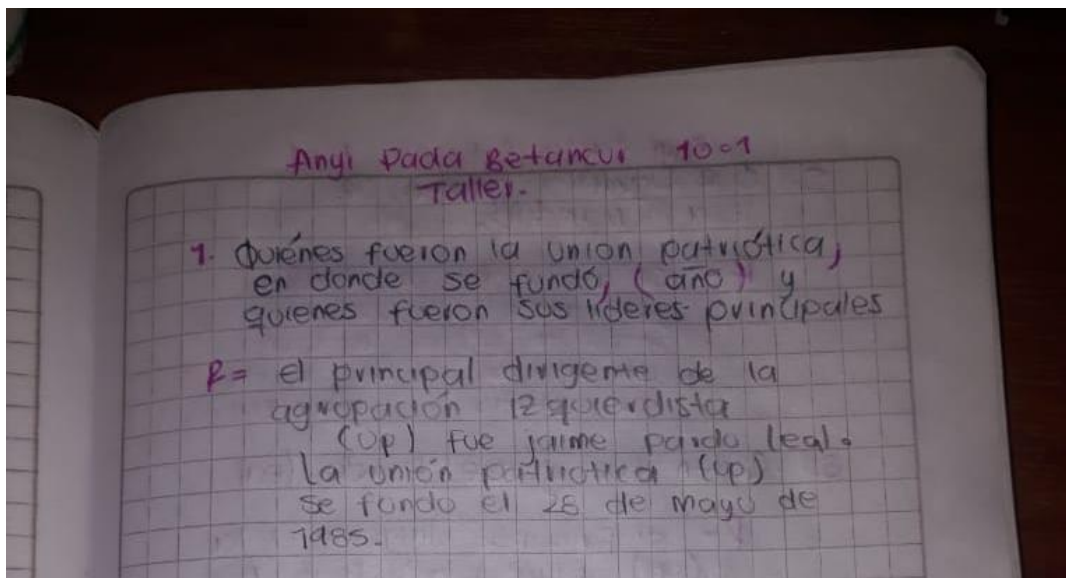 Anyi Pada Betancur 10-1
Taller.
1. Quiénes fueron la union patriótica,
en donde se fundó, (año) y
quienes fueron sus líderes principales
R= el principal dirigente de la
agrupación izquierdista
(Up) fue jaime pardo leal.
La unión patriotica (up)
se fundo el 28 de mayo de
1985.